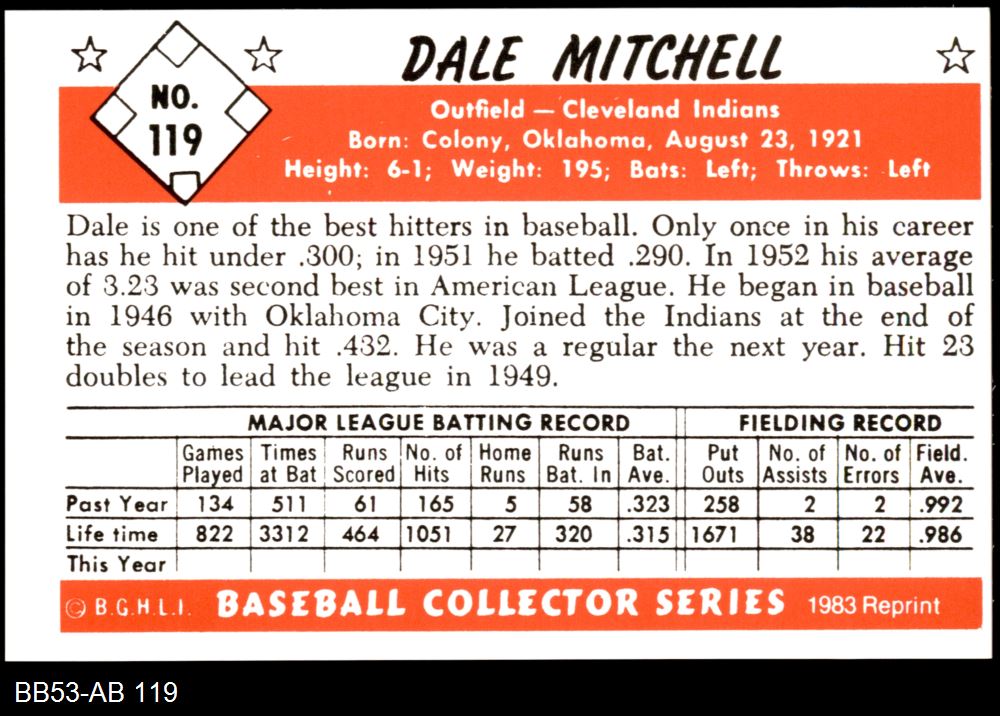 NO.
119
DALE MITCHELL
Outfield — Cleveland Indians
Born: Colony, Oklahoma, August 23, 1921
Height: 6-1; Weight: 195; Bats: Left; Throws: Left
Dale is one of the best hitters in baseball. Only once in his career
has he hit under .300; in 1951 he batted .290. In 1952 his average
of 3.23 was second best in American League. He began in baseball
in 1946 with Oklahoma City. Joined the Indians at the end of
the season and hit .432. He was a regular the next year. Hit 23
doubles to lead the league in 1949.
MAJOR LEAGUE BATTING RECORD FIELDING RECORD
Games Times Runs No. of Home Runs Bat. Put No. of No. of Field.
Played at Bat Scored Hits Runs Bat. In Ave. Outs Assists Errors Ave.
Past Year 134 511 61 165 5 58 .323 258 2 2 .992
Life time 822 3312 464 1051 27 320 .315 1671 38 22 .986
This Year
© B.G.H.L.I. BASEBALL COLLECTOR SERIES 1983 Reprint
BB53-AB 119